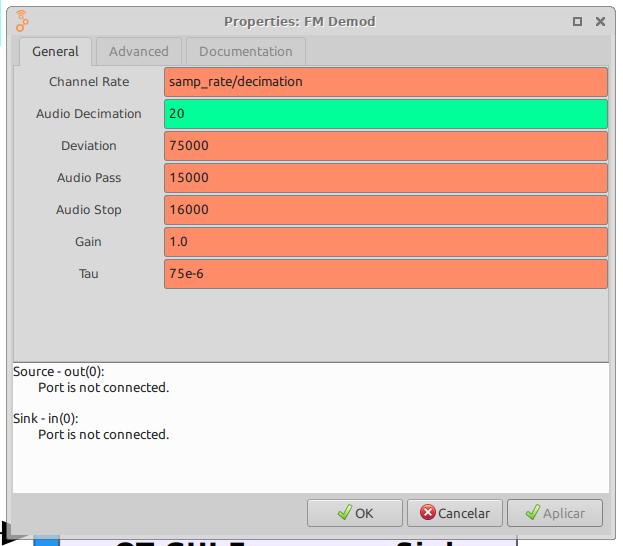 Properties: FM Demod
General Advanced Documentation
Channel Rate samp_rate/decimation
Audio Decimation 20
Deviation 75000
Audio Pass 15000
Audio Stop 16000
Gain 1.0
Tau 75e-6
Source - out(0):
Port is not connected.
Sink - in(0):
Port is not connected.
OK Cancelar Aplicar